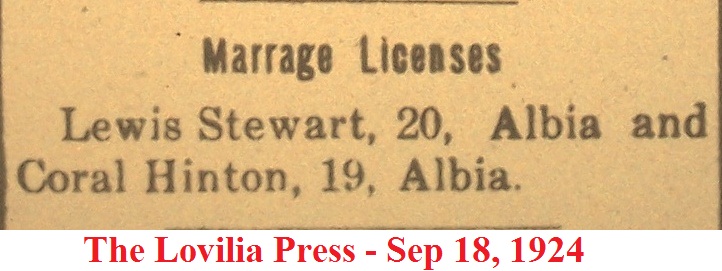 Marrage Licenses
Lewis Stewart, 20, Albia and
Coral Hinton, 19, Albia.
The Lovilia Press - Sep 18, 1924